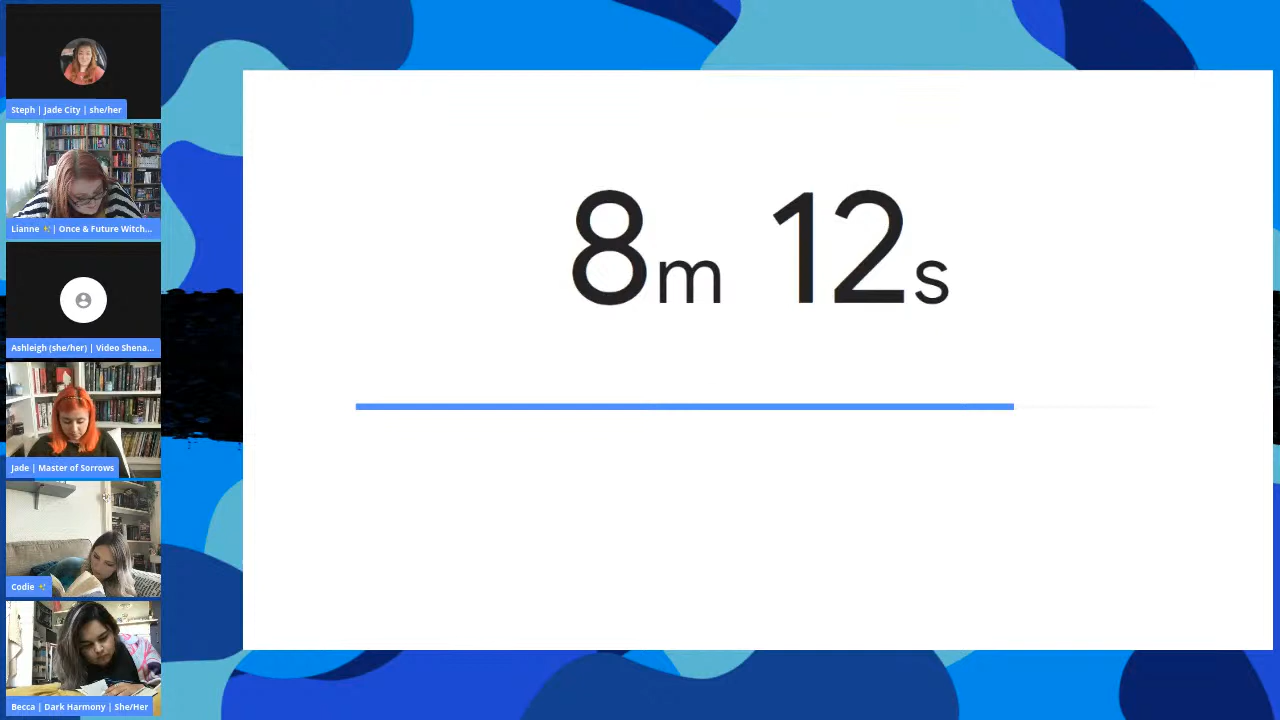 Steph | Jade City | she/her
Lianne ✨ | Once & Future Witch...
Ashleigh (she/her) | Video Shena...
Jade | Master of Sorrows
Codie ✨
Becca | Dark Harmony | She/Her
8m 12s